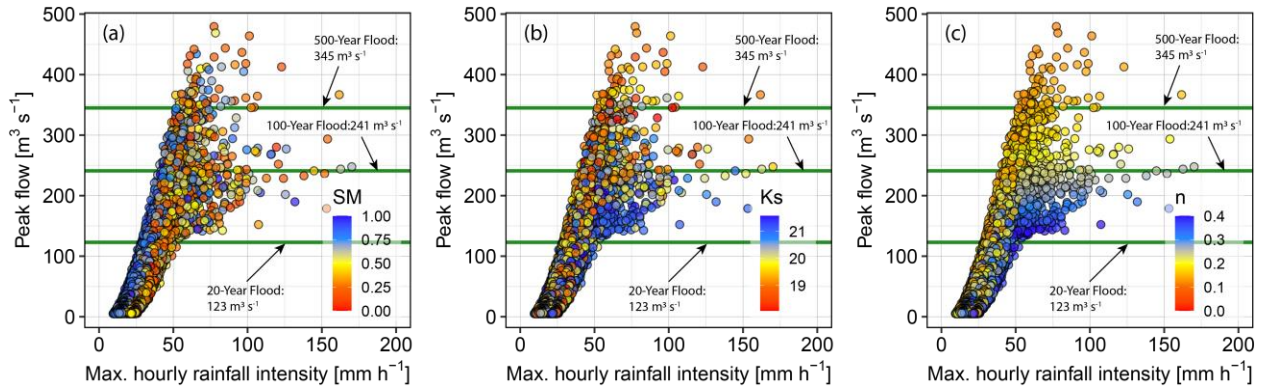 (a)
500-Year Flood:
345 m³ s⁻¹
100-Year Flood:241 m³ s⁻¹
20-Year Flood:
123 m³ s⁻¹
SM
1.00
0.75
0.50
0.25
0.00
500
400
300
200
100
0
0 50 100 150 200
Peak flow [m³ s⁻¹]
Max. hourly rainfall intensity [mm h⁻¹]
(b)
500-Year Flood:
345 m³ s⁻¹
100-Year Flood:241 m³ s⁻¹
20-Year Flood:
123 m³ s⁻¹
Ks
21
20
19
500
400
300
200
100
0
0 50 100 150 200
Peak flow [m³ s⁻¹]
Max. hourly rainfall intensity [mm h⁻¹]
(c)
500-Year Flood:
345 m³ s⁻¹
100-Year Flood:241 m³ s⁻¹
20-Year Flood:
123 m³ s⁻¹
n
0.4
0.3
0.2
0.1
0.0
500
400
300
200
100
0
0 50 100 150 200
Peak flow [m³ s⁻¹]
Max. hourly rainfall intensity [mm h⁻¹]